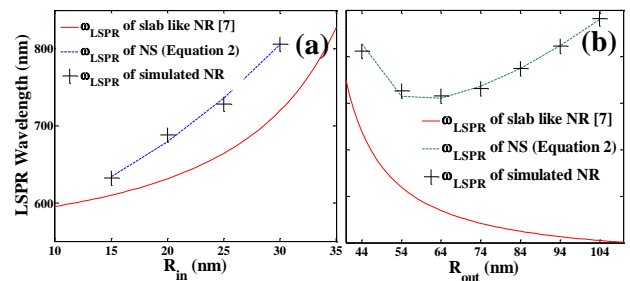 LSPR Wavelength (nm)
800
700
600
ω_LSPR of slab like NR [7]
ω_LSPR of NS (Equation 2)
ω_LSPR of simulated NR
(a)
10 15 20 25 30 35
R_in (nm)
(b)
ω_LSPR of slab like NR [7]
ω_LSPR of NS (Equation 2)
ω_LSPR of simulated NR
44 54 64 74 84 94 104
R_out (nm)